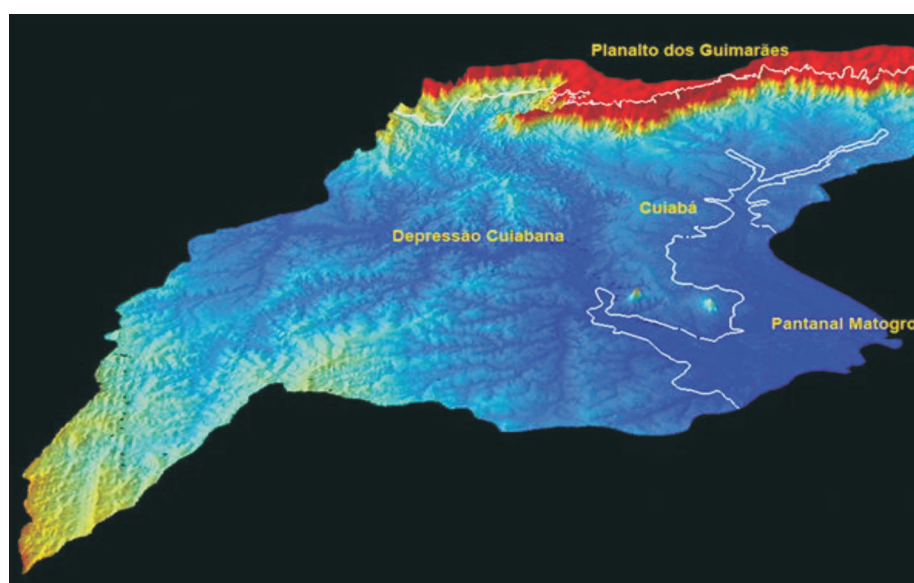 Planalto dos Guimarães
Cuiabá
Depressão Cuiabana
Pantanal Matogro